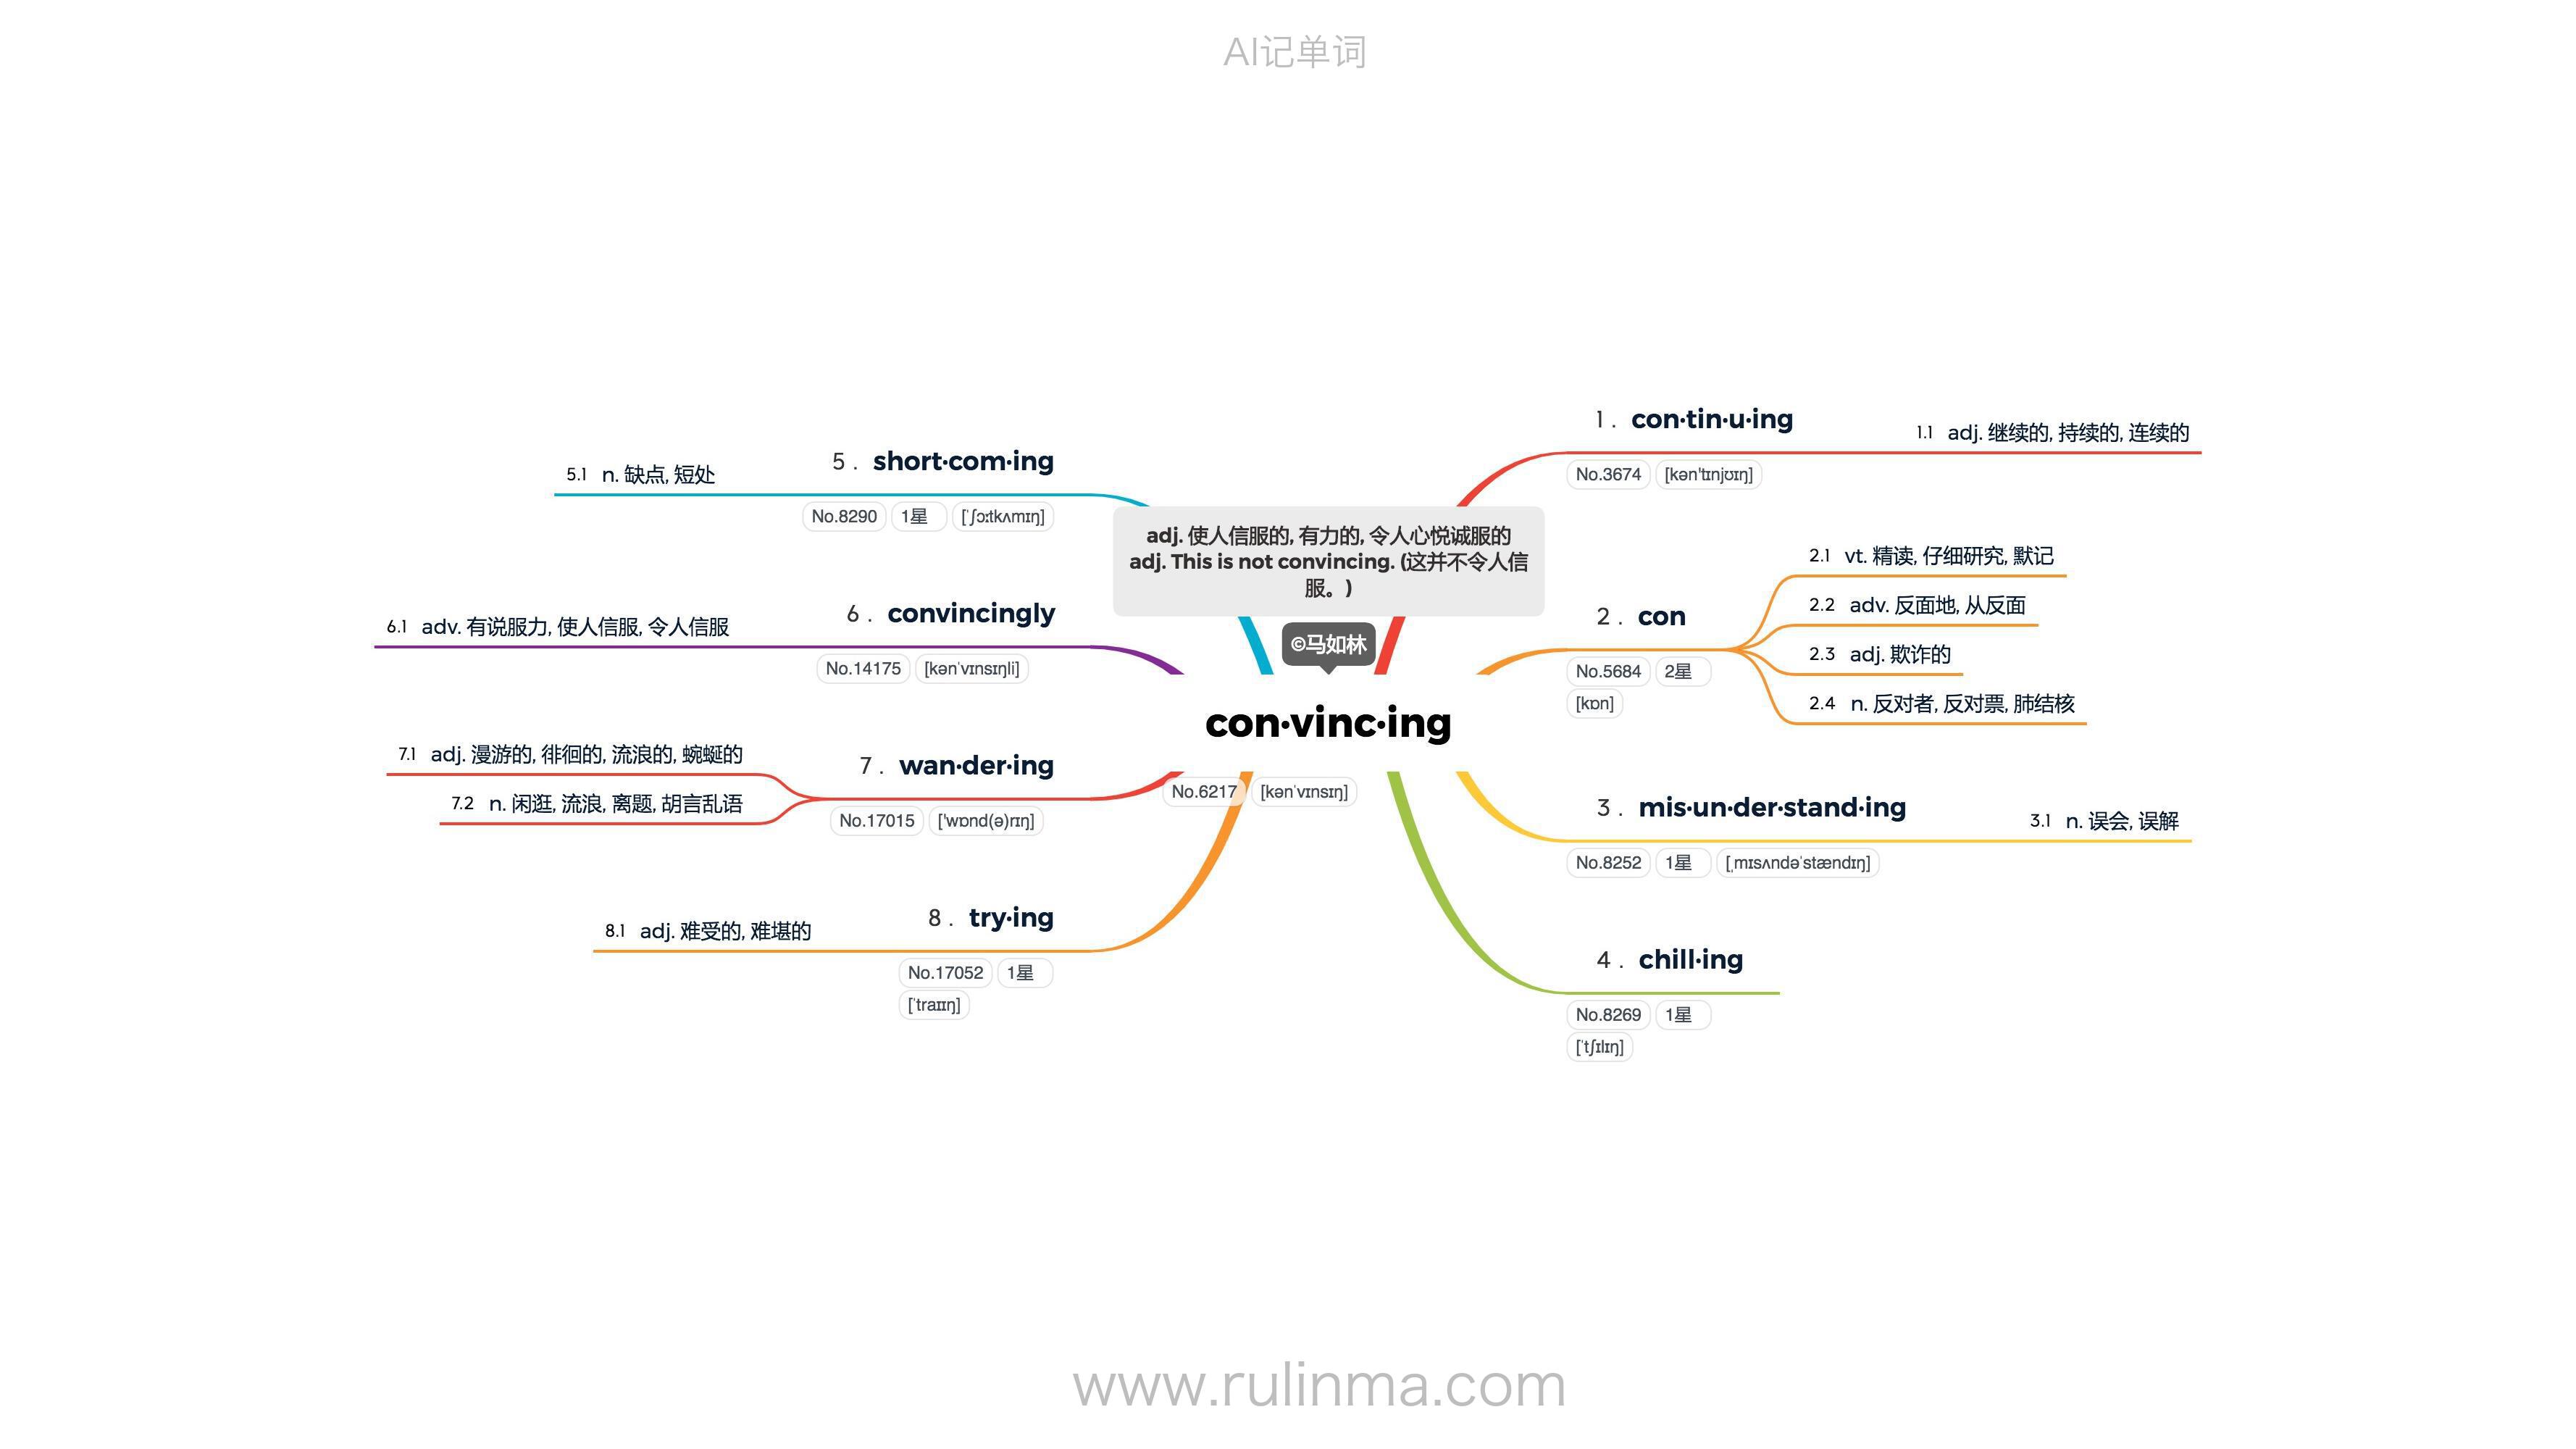 AI记单词
adj. 使人信服的, 有力的, 令人心悦诚服的
adj. This is not convincing. (这并不令人信
服。)
©马如林
con·vinc·ing
No.6217 [kənˈvɪnsɪŋ]
1 . con·tin·u·ing
No.3674 [kən'tɪnjʊɪŋ]
1.1 adj. 继续的, 持续的, 连续的
2 . con
No.5684 2星
[kɒn]
2.1 vt. 精读, 仔细研究, 默记
2.2 adv. 反面地, 从反面
2.3 adj. 欺诈的
2.4 n. 反对者, 反对票, 肺结核
3 . mis·un·der·stand·ing
No.8252 1星 [ˌmɪsʌndəˈstændɪŋ]
3.1 n. 误会, 误解
4 . chill·ing
No.8269 1星
[ˈtʃɪlɪŋ]
5 . short·com·ing
No.8290 1星 [ˈʃɔːtkʌmɪŋ]
5.1 n. 缺点, 短处
6 . convincingly
No.14175 [kənˈvɪnsɪŋli]
6.1 adv. 有说服力, 使人信服, 令人信服
7 . wan·der·ing
No.17015 ['wɒnd(ə)rɪŋ]
7.1 adj. 漫游的, 徘徊的, 流浪的, 蜿蜒的
7.2 n. 闲逛, 流浪, 离题, 胡言乱语
8 . try·ing
No.17052 1星
[ˈtraɪɪŋ]
8.1 adj. 难受的, 难堪的
www.rulinma.com